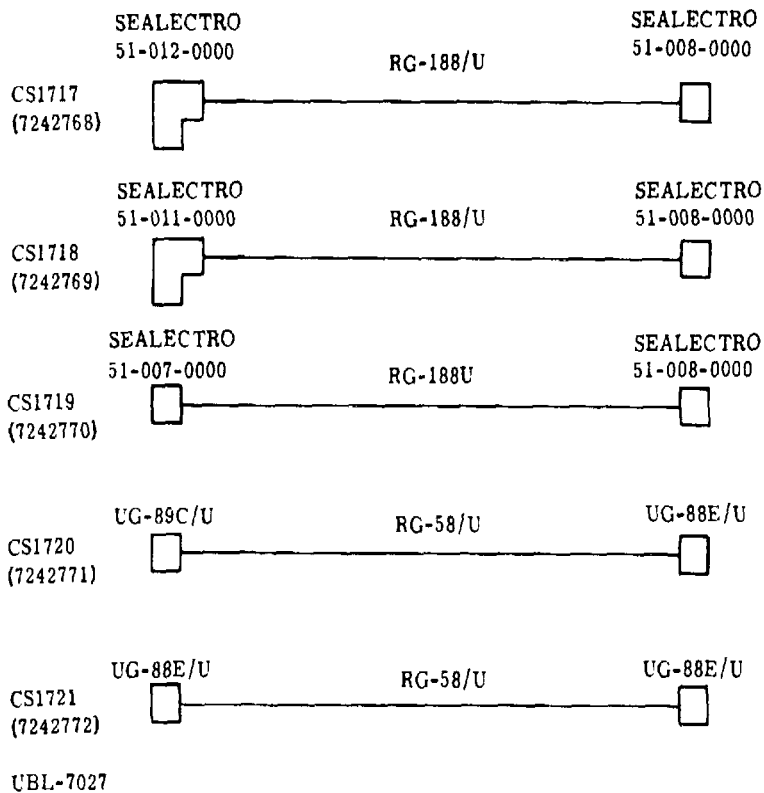 SEALECTRO
51-012-0000
SEALECTRO
51-008-0000
RG-188/U
CS1717
(7242768)
SEALECTRO
51-011-0000
SEALECTRO
51-008-0000
RG-188/U
CS1718
(7242769)
SEALECTRO
51-007-0000
SEALECTRO
51-008-0000
RG-188U
CS1719
(7242770)
UG-89C/U
RG-58/U
UG-88E/U
CS1720
(7242771)
UG-88E/U
RG-58/U
UG-88E/U
CS1721
(7242772)
UBL-7027